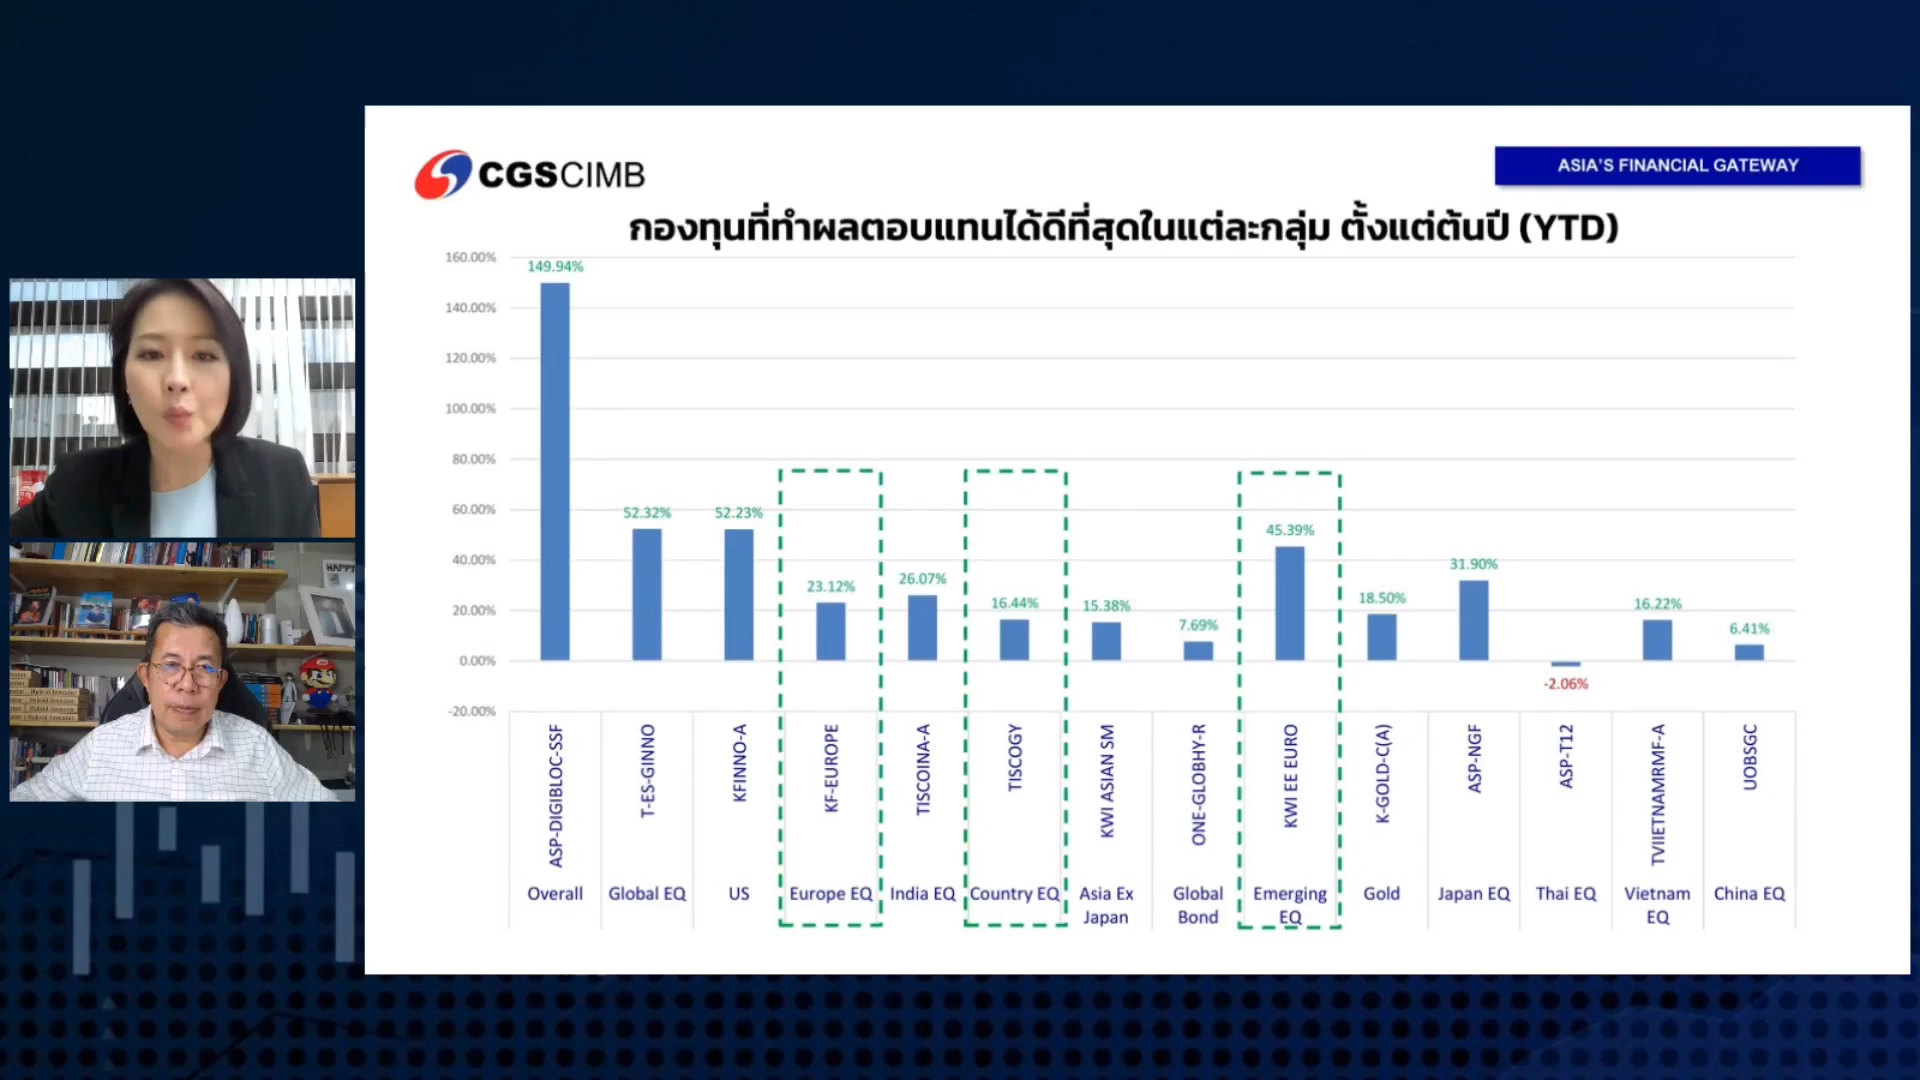 CGSCIMB
ASIA'S FINANCIAL GATEWAY
กองทุนที่ทำผลตอบแทนได้ดีที่สุดในแต่ละกลุ่ม ตั้งแต่ต้นปี (YTD)
160.00%
140.00%
120.00%
100.00%
80.00%
60.00%
40.00%
20.00%
0.00%
-20.00%
149.94%
52.32%
52.23%
23.12%
26.07%
16.44%
15.38%
7.69%
45.39%
18.50%
31.90%
-2.06%
16.22%
6.41%
ASP-DIGIBLOC-SSF
T-ES-GINNO
KFINNO-A
KF-EUROPE
TISCOINA-A
TISCOGY
KWI ASIAN SM
ONE-GLOBHY-R
KWI EE EURO
K-GOLD-C(A)
ASP-NGF
ASP-T12
TVIIETNAMRMF-A
UOBSGC
Overall
Global EQ
US
Europe EQ
India EQ
Country EQ
Asia Ex
Japan
Global
Bond
Emerging
EQ
Gold
Japan EQ
Thai EQ
Vietnam
EQ
China EQ
HAPPY